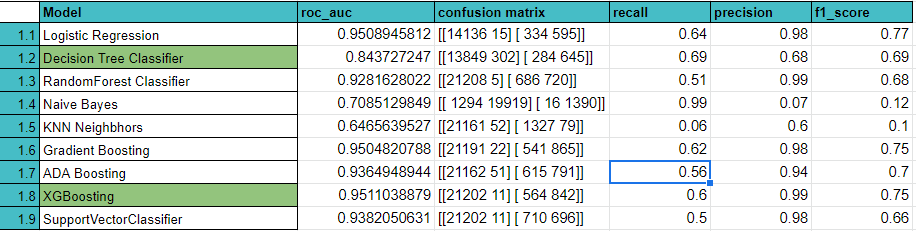 Model roc_auc confusion matrix recall precision f1_score
1.1 Logistic Regression 0.9508945812 [[14136 15] [ 334 595]] 0.64 0.98 0.77
1.2 Decision Tree Classifier 0.843727247 [[13849 302] [ 284 645]] 0.69 0.68 0.69
1.3 RandomForest Classifier 0.9281628022 [[21208 5] [ 686 720]] 0.51 0.99 0.68
1.4 Naive Bayes 0.7085129849 [[ 1294 19919] [ 16 1390]] 0.99 0.07 0.12
1.5 KNN Neighbhors 0.6465639527 [[21161 52] [ 1327 79]] 0.06 0.6 0.1
1.6 Gradient Boosting 0.9504820788 [[21191 22] [ 541 865]] 0.62 0.98 0.75
1.7 ADA Boosting 0.9364948944 [[21162 51] [ 615 791]] 0.56 0.94 0.7
1.8 XGBoosting 0.9511038879 [[21202 11] [ 564 842]] 0.6 0.99 0.75
1.9 SupportVectorClassifier 0.9382050631 [[21202 11] [ 710 696]] 0.5 0.98 0.66